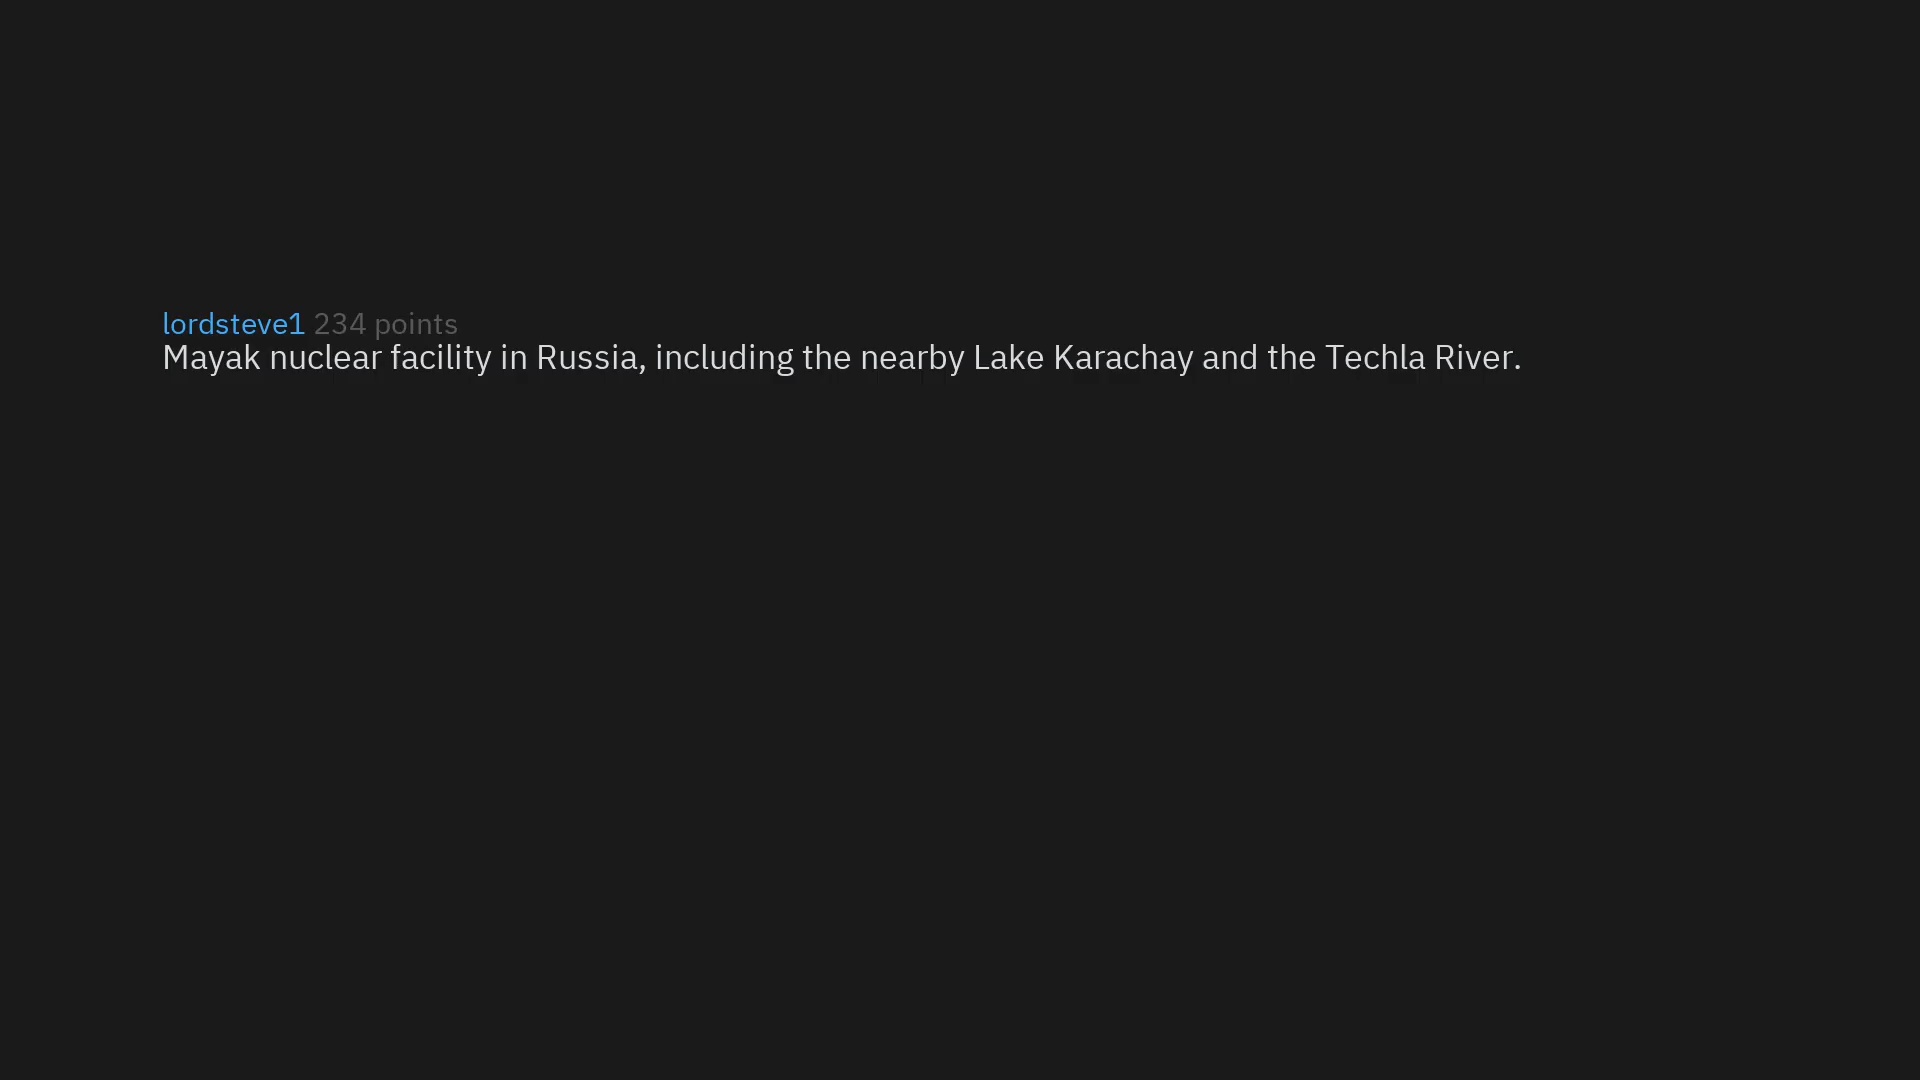 lordsteve1 234 points
Mayak nuclear facility in Russia, including the nearby Lake Karachay and the Techla River.